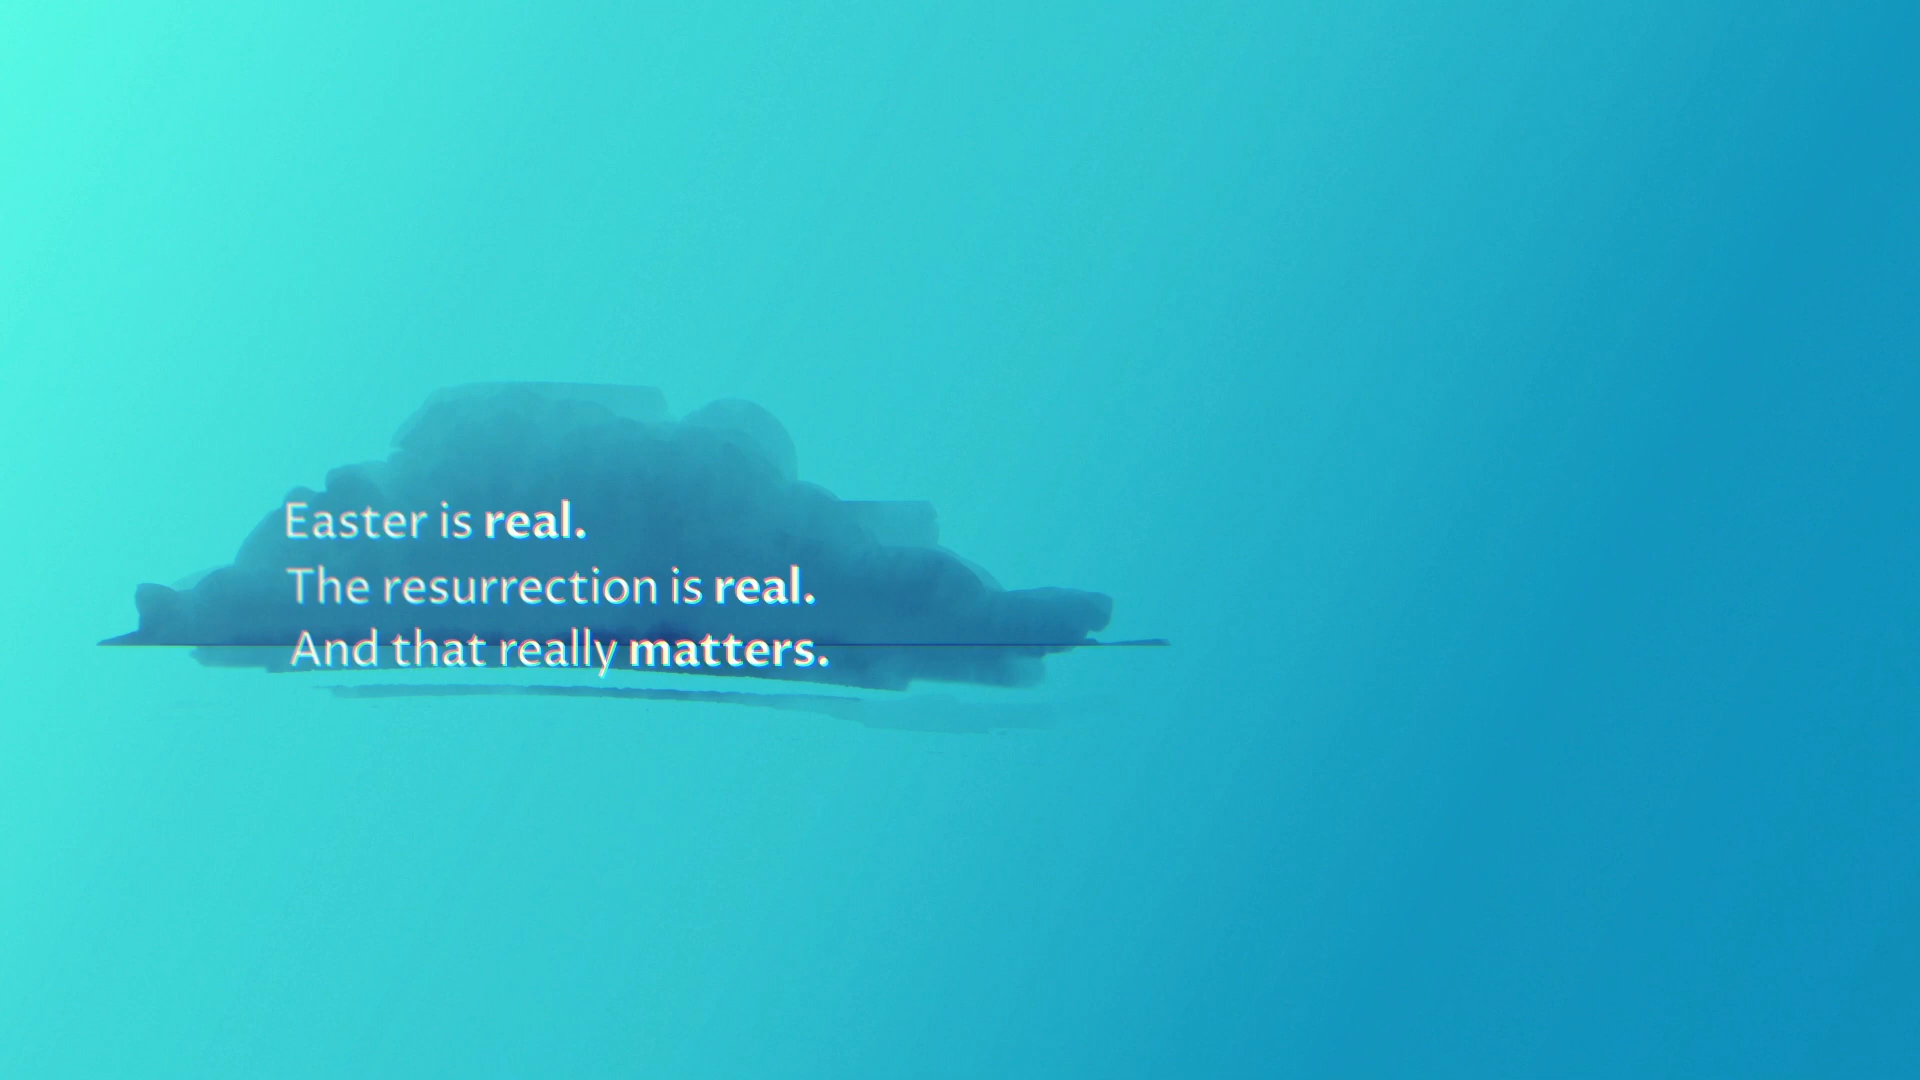 Easter is real.
The resurrection is real.
And that really matters.